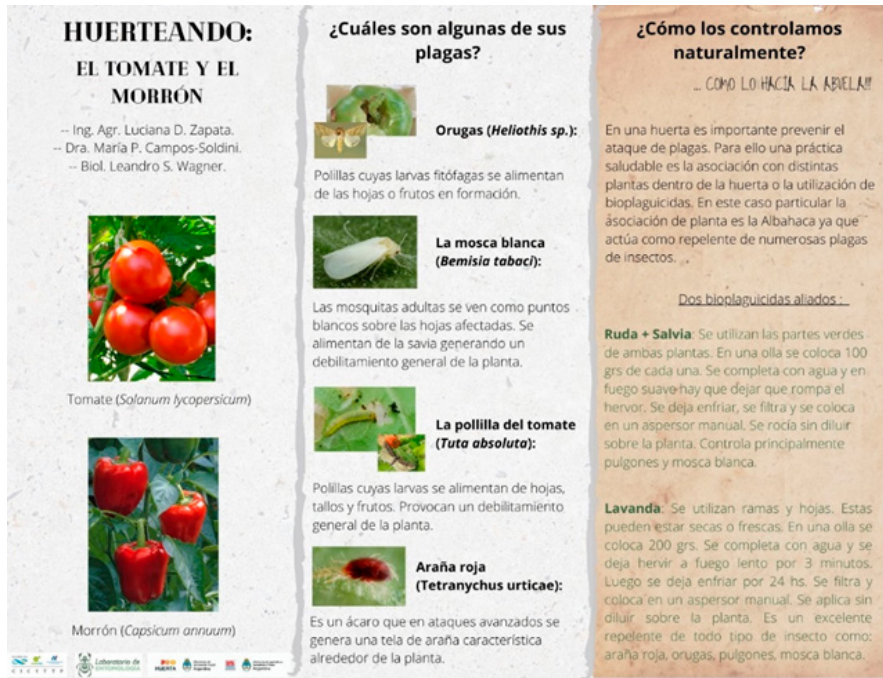 HUERTEANDO:
EL TOMATE Y EL
MORRÓN
-- Ing. Agr. Luciana D. Zapata.
-- Dra. María P. Campos-Soldini.
-- Biol. Leandro S. Wagner.
Tomate (Solanum lycopersicum)
Morrón (Capsicum annuum)
CICYTTP
Laboratorio de
ENTOMOLOGÍA
HUERTA
¿Cuáles son algunas de sus
plagas?
Orugas (Heliothis sp.):
Polillas cuyas larvas fitófagas se alimentan
de las hojas o frutos en formación.
La mosca blanca
(Bemisia tabaci):
Las mosquitas adultas se ven como puntos
blancos sobre las hojas afectadas. Se
alimentan de la savia generando un
debilitamiento general de la planta.
La pollilla del tomate
(Tuta absoluta):
Polillas cuyas larvas se alimentan de hojas,
tallos y frutos. Provocan un debilitamiento
general de la planta.
Araña roja
(Tetranychus urticae):
Es un ácaro que en ataques avanzados se
genera una tela de araña característica
alrededor de la planta.
¿Cómo los controlamos
naturalmente?
... COMO LO HACIA LA ABUELA!!!
En una huerta es importante prevenir el
ataque de plagas. Para ello una práctica
saludable es la asociación con distintas
plantas dentro de la huerta o la utilización de
bioplaguicidas. En este caso particular la
asociación de planta es la Albahaca ya que
actúa como repelente de numerosas plagas
de insectos.
Dos bioplaguicidas aliados :
Ruda + Salvia: Se utilizan las partes verdes
de ambas plantas. En una olla se coloca 100
grs de cada una. Se completa con agua y en
fuego suave hay que dejar que rompa el
hervor. Se deja enfriar, se filtra y se coloca
en un aspersor manual. Se rocía sin diluir
sobre la planta. Controla principalmente
pulgones y mosca blanca.
Lavanda: Se utilizan ramas y hojas. Estas
pueden estar secas o frescas. En una olla se
coloca 200 grs. Se completa con agua y se
deja hervir a fuego lento por 3 minutos.
Luego se deja enfriar por 24 hs. Se filtra y
coloca en un aspersor manual. Se aplica sin
diluir sobre la planta. Es un excelente
repelente de todo tipo de insecto como:
araña roja, orugas, pulgones, mosca blanca.